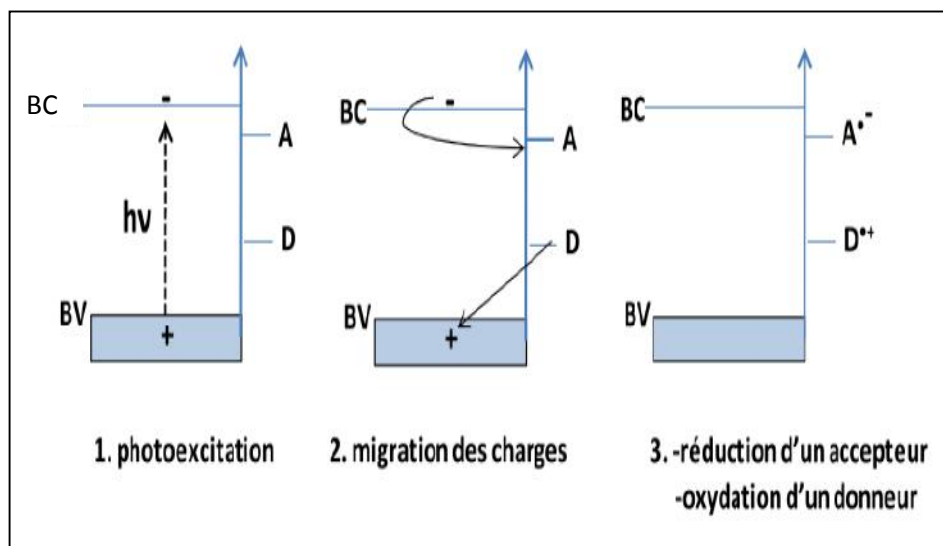 BC
-
A
hν
D
BV
+
1. photoexcitation
BC
-
A
D
BV
+
2. migration des charges
BC
A•-
D•+
BV
3. -réduction d'un accepteur
-oxydation d'un donneur